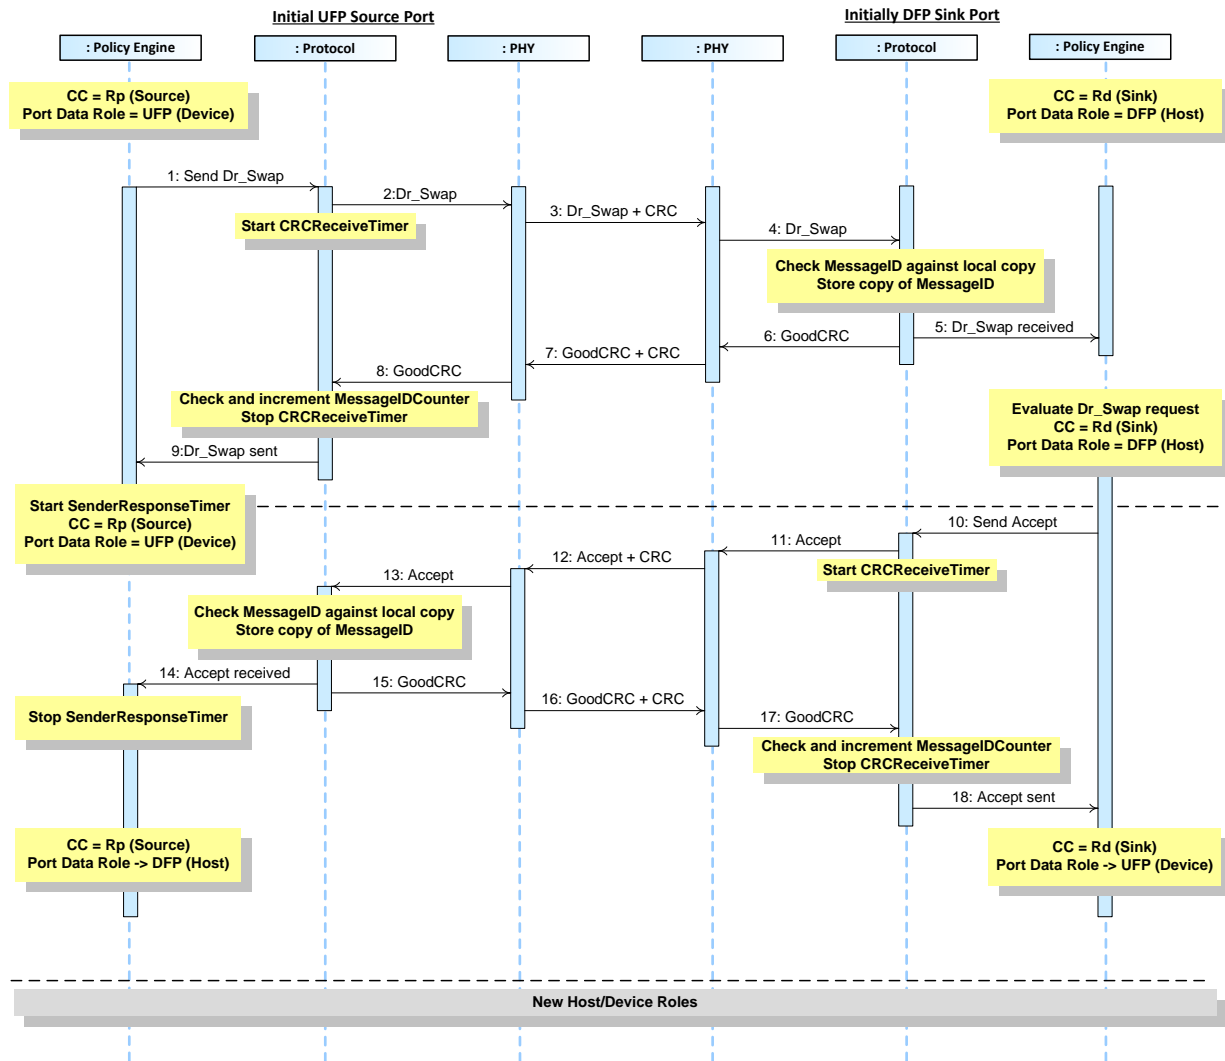 Initial UFP Source Port
Initially DFP Sink Port
: Policy Engine
: Protocol
: PHY
: PHY
: Protocol
: Policy Engine
CC = Rp (Source)
Port Data Role = UFP (Device)
CC = Rd (Sink)
Port Data Role = DFP (Host)
1: Send Dr_Swap
2:Dr_Swap
Start CRCReceiveTimer
3: Dr_Swap + CRC
4: Dr_Swap
Check MessageID against local copy
Store copy of MessageID
5: Dr_Swap received
6: GoodCRC
7: GoodCRC + CRC
8: GoodCRC
Check and increment MessageIDCounter
Stop CRCReceiveTimer
Evaluate Dr_Swap request
CC = Rd (Sink)
Port Data Role = DFP (Host)
9:Dr_Swap sent
Start SenderResponseTimer
CC = Rp (Source)
Port Data Role = UFP (Device)
10: Send Accept
11: Accept
Start CRCReceiveTimer
12: Accept + CRC
13: Accept
Check MessageID against local copy
Store copy of MessageID
14: Accept received
15: GoodCRC
Stop SenderResponseTimer
16: GoodCRC + CRC
17: GoodCRC
Check and increment MessageIDCounter
Stop CRCReceiveTimer
18: Accept sent
CC = Rp (Source)
Port Data Role -> DFP (Host)
CC = Rd (Sink)
Port Data Role -> UFP (Device)
New Host/Device Roles